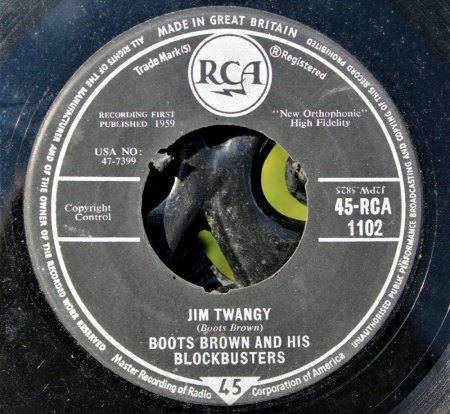 MADE IN GREAT BRITAIN
ALL RIGHTS OF THE MANUFACTURER AND OF THE OWNER OF THE RECORDED WORK RESERVED
UNAUTHORISED PUBLIC PERFORMANCE BROADCASTING AND COPYING OF THIS RECORD PROHIBITED
Trade Mark(S)
®Registered
RCA
RECORDING FIRST
PUBLISHED 1959
"New Orthophonic"
High Fidelity
USA NO:
47-7399
J2PW.5825
Copyright
Control
45-RCA
1102
JIM TWANGY
(Boots Brown)
BOOTS BROWN AND HIS
BLOCKBUSTERS
Master Recording of Radio
45
Corporation of America